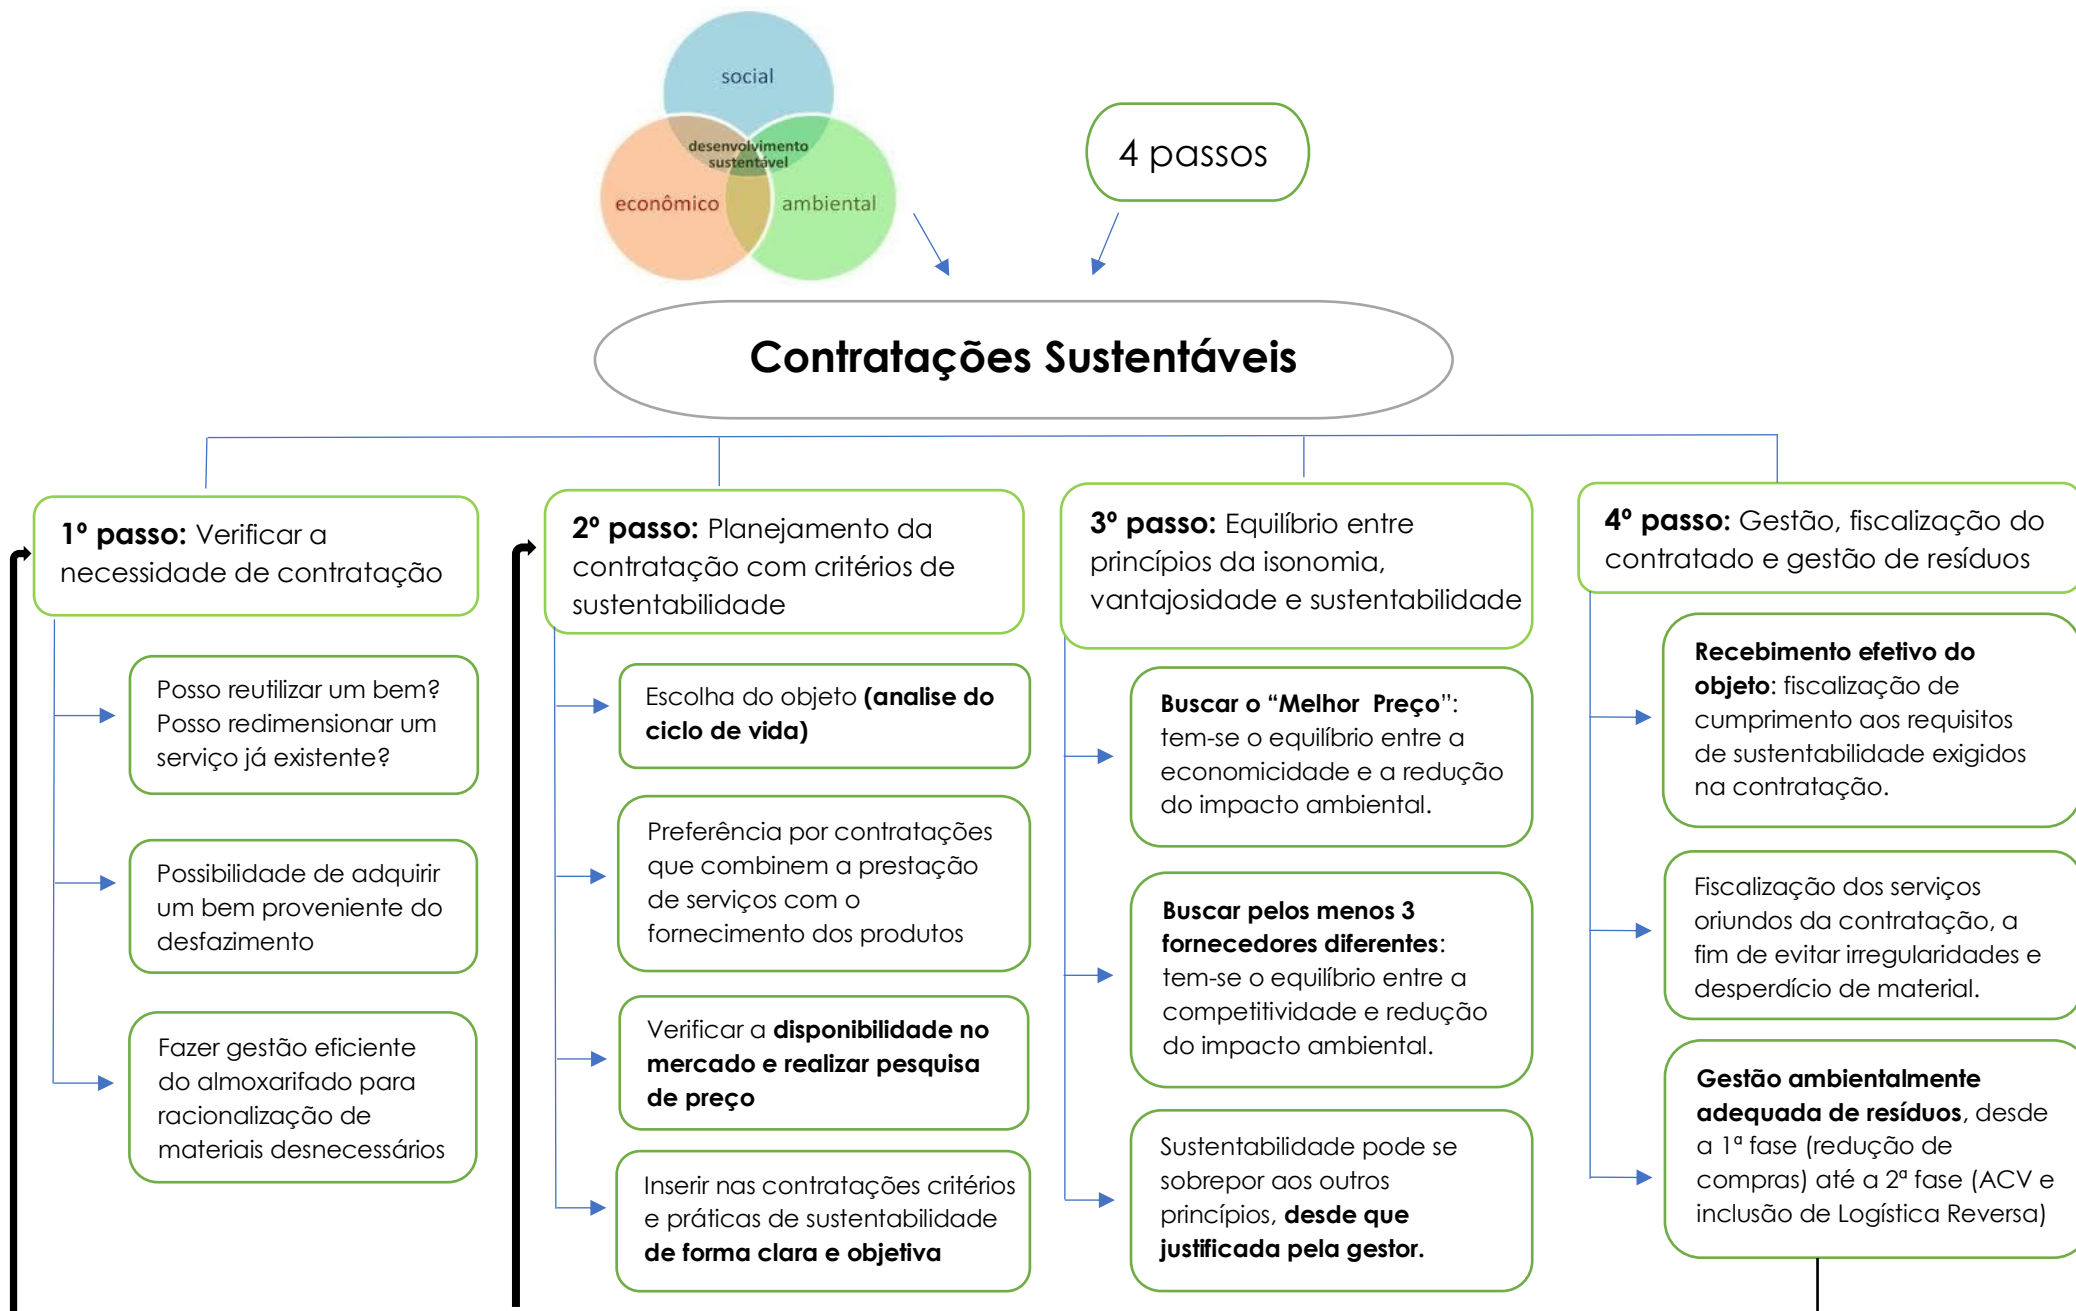 social
desenvolvimento
sustentável
econômico
ambiental
4 passos
Contratações Sustentáveis
1º passo: Verificar a
necessidade de contratação
Posso reutilizar um bem?
Posso redimensionar um
serviço já existente?
Possibilidade de adquirir
um bem proveniente do
desfazimento
Fazer gestão eficiente
do almoxarifado para
racionalização de
materiais desnecessários
2º passo: Planejamento da
contratação com critérios de
sustentabilidade
Escolha do objeto (analise do
ciclo de vida)
Preferência por contratações
que combinem a prestação
de serviços com o
fornecimento dos produtos
Verificar a disponibilidade no
mercado e realizar pesquisa
de preço
Inserir nas contratações critérios
e práticas de sustentabilidade
de forma clara e objetiva
3º passo: Equilíbrio entre
princípios da isonomia,
vantajosidade e sustentabilidade
Buscar o “Melhor Preço”:
tem-se o equilíbrio entre a
economicidade e a redução
do impacto ambiental.
Buscar pelos menos 3
fornecedores diferentes:
tem-se o equilíbrio entre a
competitividade e redução
do impacto ambiental.
Sustentabilidade pode se
sobrepor aos outros
princípios, desde que
justificada pela gestor.
4º passo: Gestão, fiscalização do
contratado e gestão de resíduos
Recebimento efetivo do
objeto: fiscalização de
cumprimento aos requisitos
de sustentabilidade exigidos
na contratação.
Fiscalização dos serviços
oriundos da contratação, a
fim de evitar irregularidades e
desperdício de material.
Gestão ambientalmente
adequada de resíduos, desde
a 1ª fase (redução de
compras) até a 2ª fase (ACV e
inclusão de Logística Reversa)